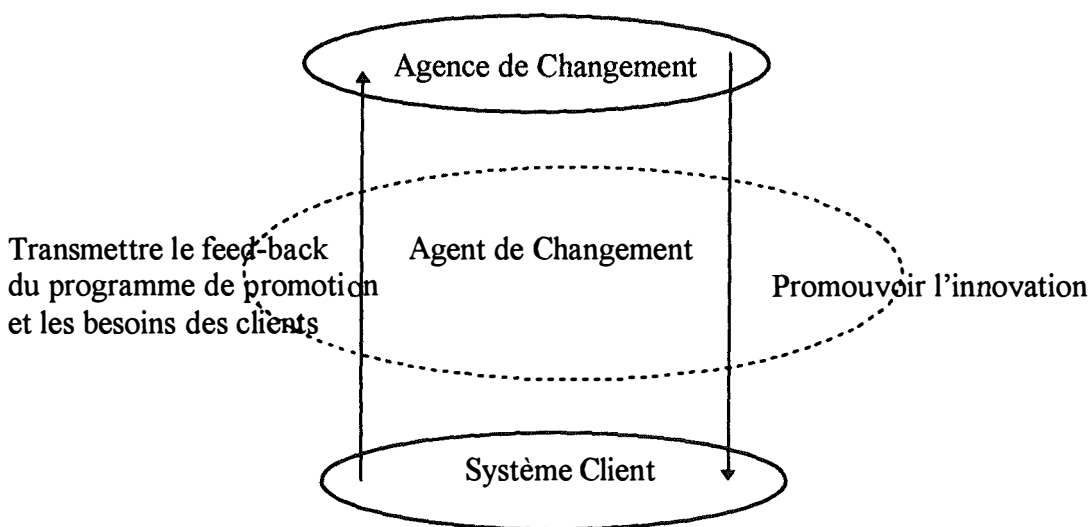 Agence de Changement
Transmettre le feed-back
du programme de promotion
et les besoins des clients
Agent de Changement
Promouvoir l'innovation
Système Client